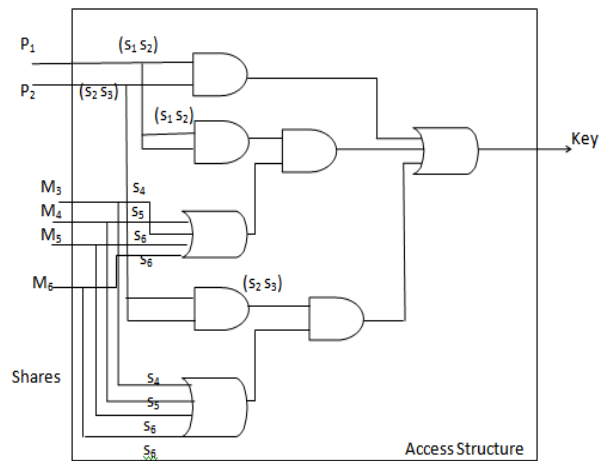 P₁
(s₁ s₂)
P₂
(s₂ s₃)
(s₁ s₂)
Key
M₃
s₄
M₄
s₅
M₅
s₆
s₆
M₆
(s₂ s₃)
Shares
s₄
s₅
s₆
s₆
Access Structure